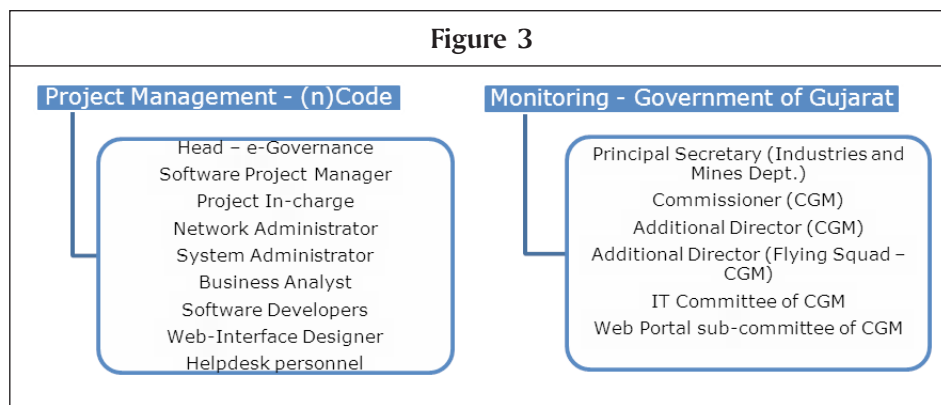 Figure 3
Project Management - (n)Code
Head – e-Governance
Software Project Manager
Project In-charge
Network Administrator
System Administrator
Business Analyst
Software Developers
Web-Interface Designer
Helpdesk personnel
Monitoring - Government of Gujarat
Principal Secretary (Industries and
Mines Dept.)
Commissioner (CGM)
Additional Director (CGM)
Additional Director (Flying Squad –
CGM)
IT Committee of CGM
Web Portal sub-committee of CGM